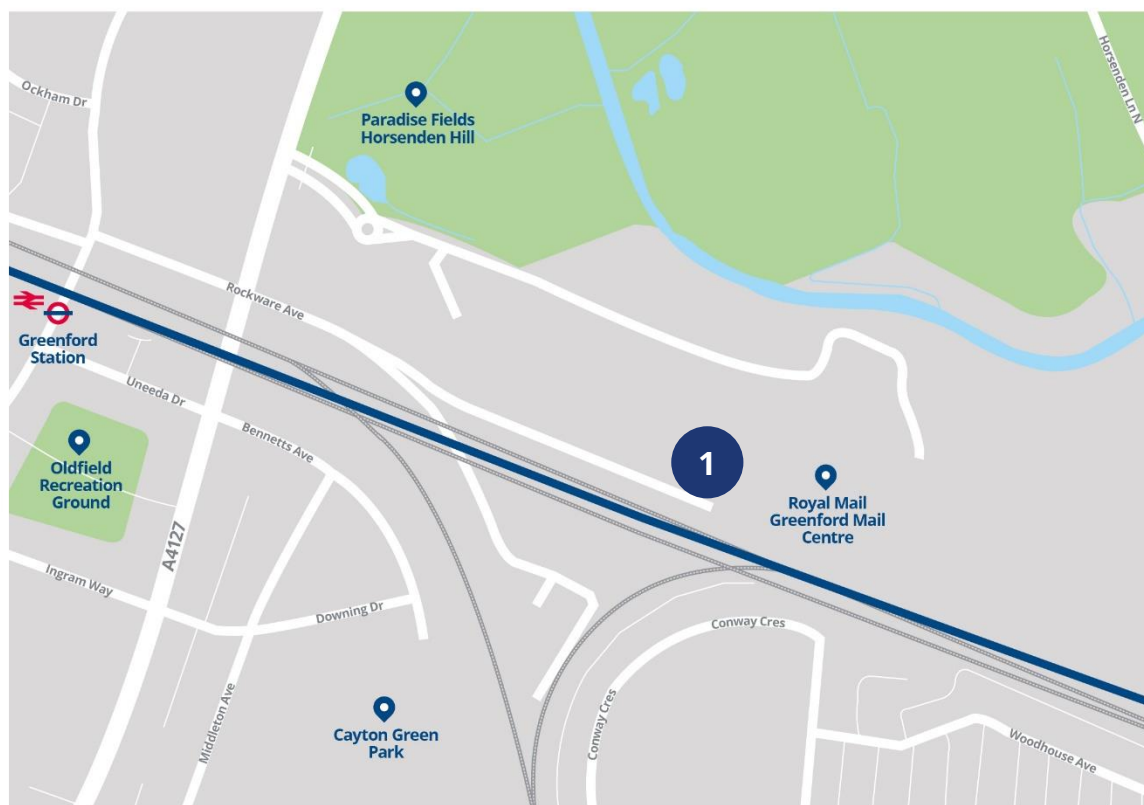 Ockham Dr
Paradise Fields
Horsenden Hill
Horsenden Ln N
Rockware Ave
Greenford
Station
Uneeda Dr
Bennetts Ave
Oldfield
Recreation
Ground
1
Royal Mail
Greenford Mail
Centre
A4127
Ingram Way
Downing Dr
Conway Cres
Middleton Ave
Cayton Green
Park
Conway Cres
Woodhouse Ave